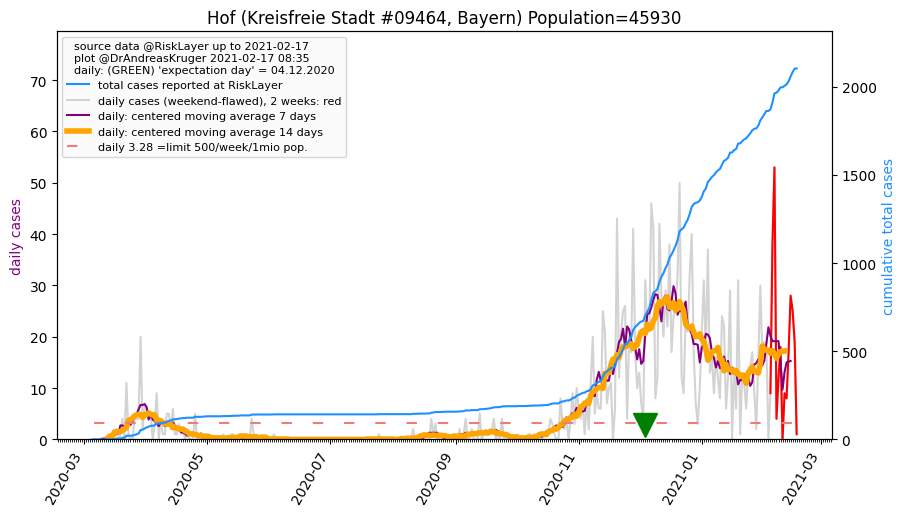 Hof (Kreisfreie Stadt #09464, Bayern) Population=45930
source data @RiskLayer up to 2021-02-17
plot @DrAndreasKruger 2021-02-17 08:35
daily: (GREEN) 'expectation day' = 04.12.2020
total cases reported at RiskLayer
daily cases (weekend-flawed), 2 weeks: red
daily: centered moving average 7 days
daily: centered moving average 14 days
daily 3.28 =limit 500/week/1mio pop.
daily cases
70
60
50
40
30
20
10
0
2000
1500
1000
500
0
cumulative total cases
2020-03
2020-05
2020-07
2020-09
2020-11
2021-01
2021-03